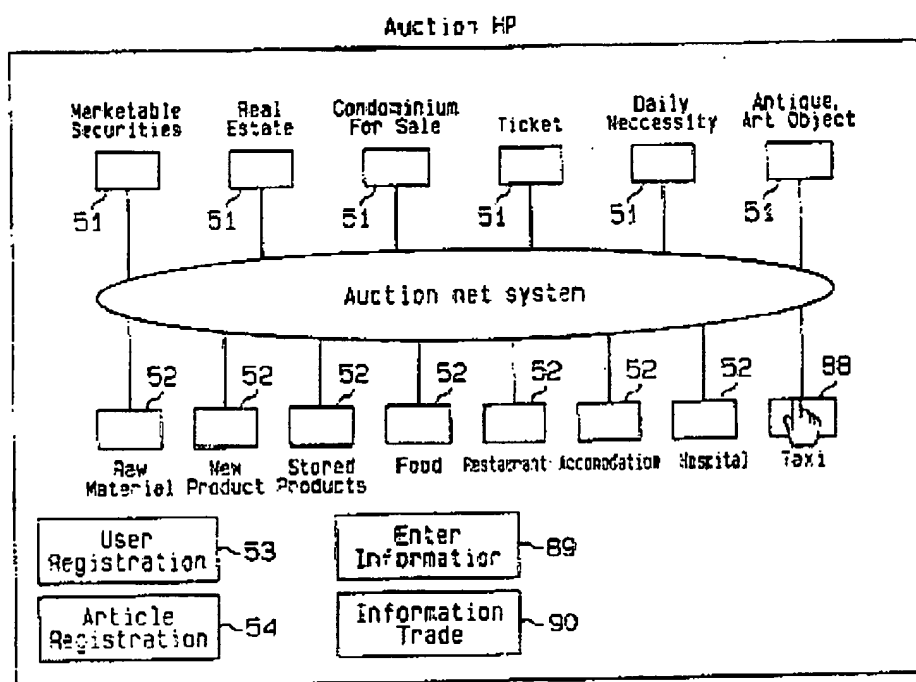 Auction HP
Marketable Securities
Real Estate
Condominium For Sale
Ticket
Daily Neccessity
Antique, Art Object
51
51
51
51
51
51
Auction net system
52
52
52
52
52
52
52
88
Raw Material
New Product
Stored Products
Food
Restaurant
Accomodation
Hospital
Taxi
User Registration
53
Enter Information
89
Article Registration
54
Information Trade
90